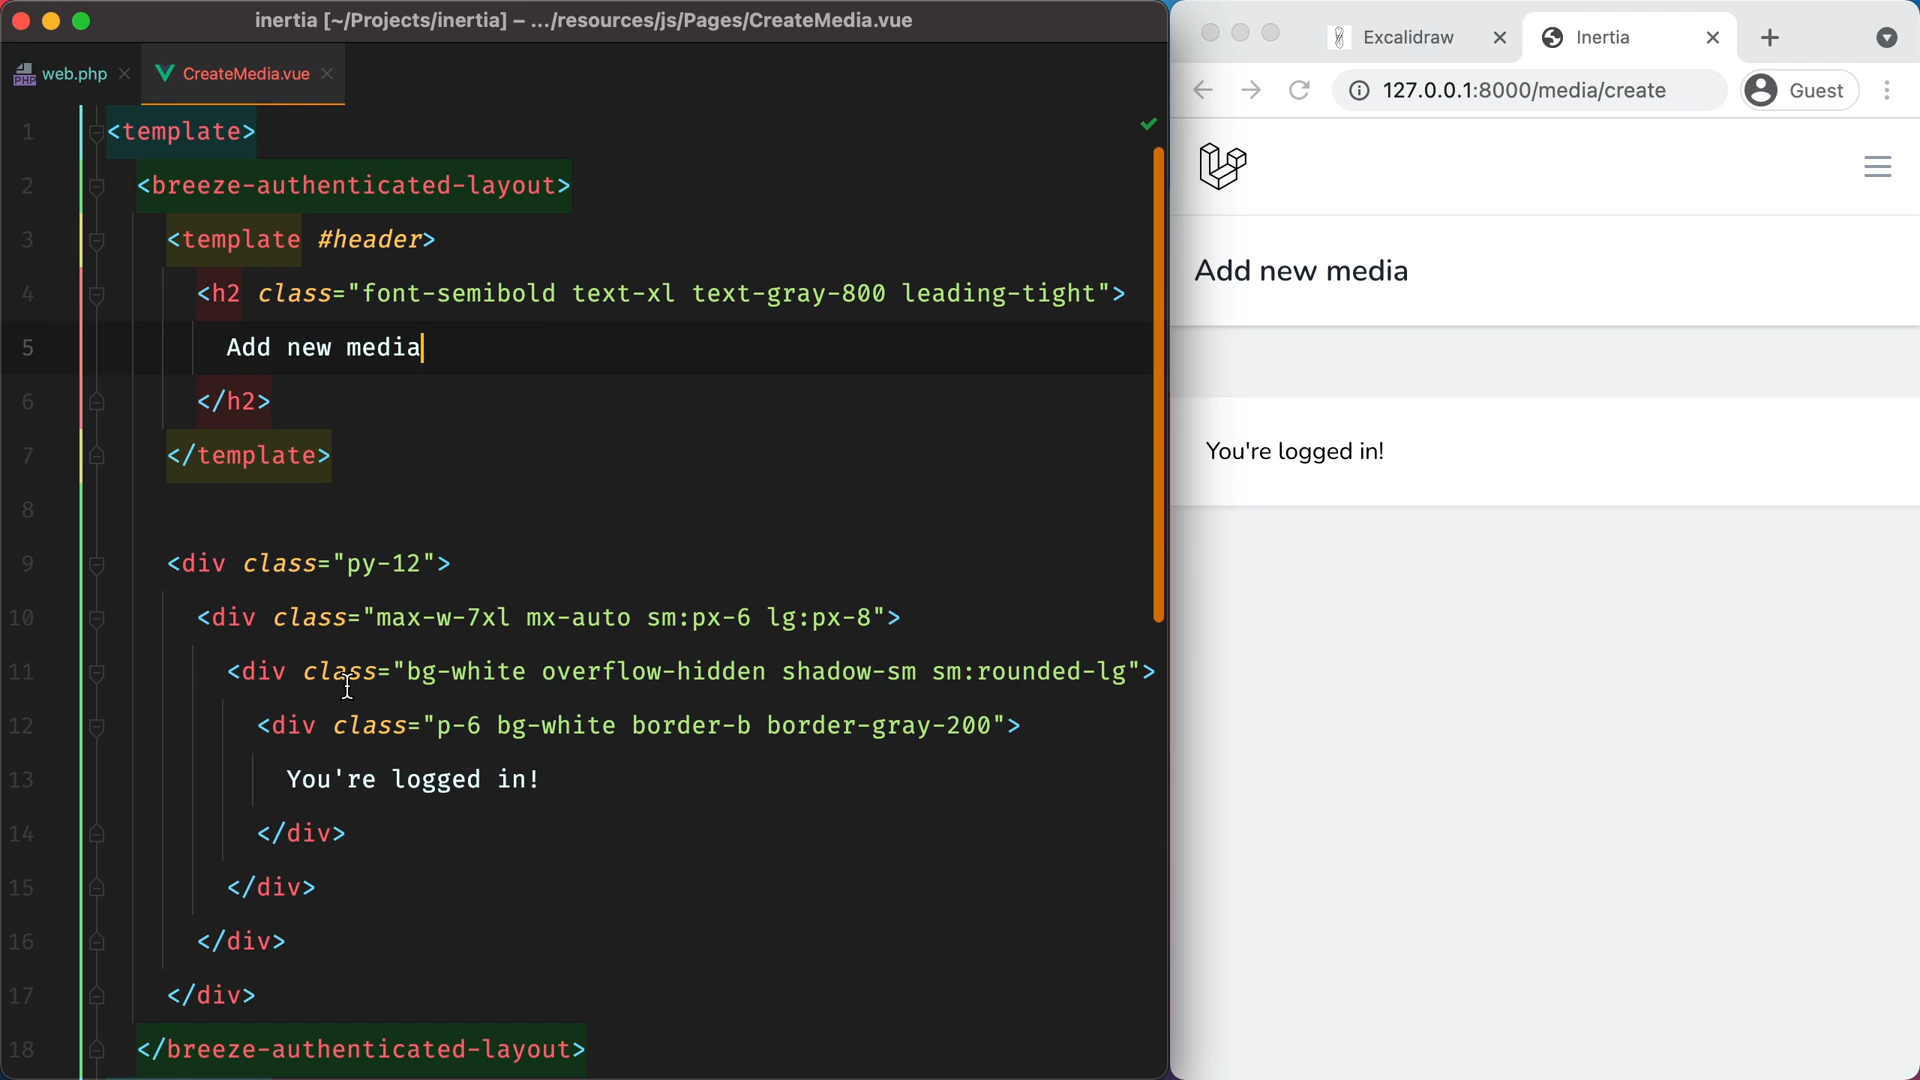 inertia [~/Projects/inertia] – .../resources/js/Pages/CreateMedia.vue
web.php
CreateMedia.vue
1 <template>
2 <breeze-authenticated-layout>
3 <template #header>
4 <h2 class="font-semibold text-xl text-gray-800 leading-tight">
5 Add new media
6 </h2>
7 </template>
8
9 <div class="py-12">
10 <div class="max-w-7xl mx-auto sm:px-6 lg:px-8">
11 <div class="bg-white overflow-hidden shadow-sm sm:rounded-lg">
12 <div class="p-6 bg-white border-b border-gray-200">
13 You're logged in!
14 </div>
15 </div>
16 </div>
17 </div>
18 </breeze-authenticated-layout>
Excalidraw
Inertia
127.0.0.1:8000/media/create
Guest
Add new media
You're logged in!